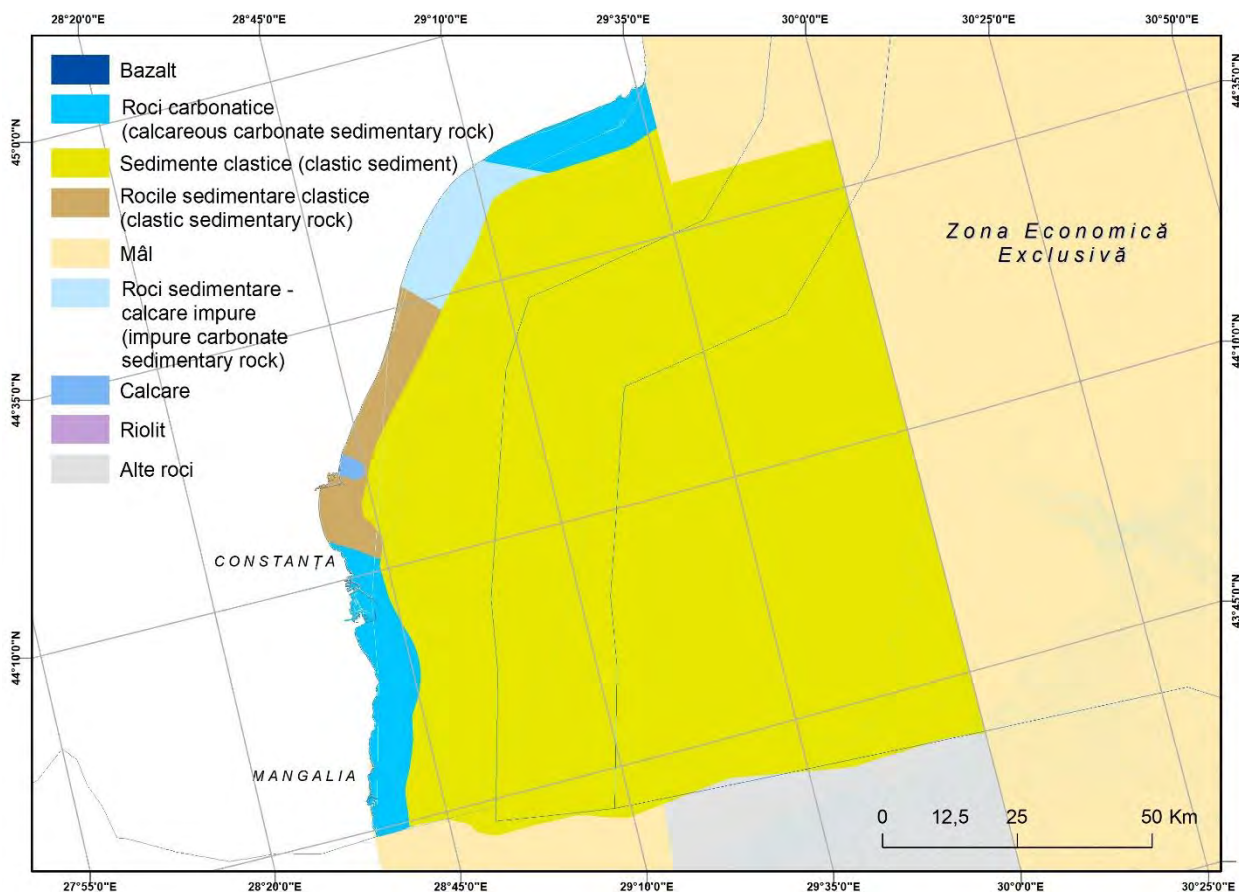 28°20'0"E
28°45'0"E
29°10'0"E
29°35'0"E
30°0'0"E
30°25'0"E
30°50'0"E
45°0'0"N
44°35'0"N
44°10'0"N
44°35'0"N
44°10'0"N
43°45'0"N
Bazalt
Roci carbonatice
(calcareous carbonate sedimentary rock)
Sedimente clastice (clastic sediment)
Rocile sedimentare clastice
(clastic sedimentary rock)
Mâl
Roci sedimentare -
calcare impure
(impure carbonate
sedimentary rock)
Calcare
Riolit
Alte roci
Zona Economică
Exclusivă
CONSTANȚA
MANGALIA
0 12,5 25 50 Km
27°55'0"E
28°20'0"E
28°45'0"E
29°10'0"E
29°35'0"E
30°0'0"E
30°25'0"E